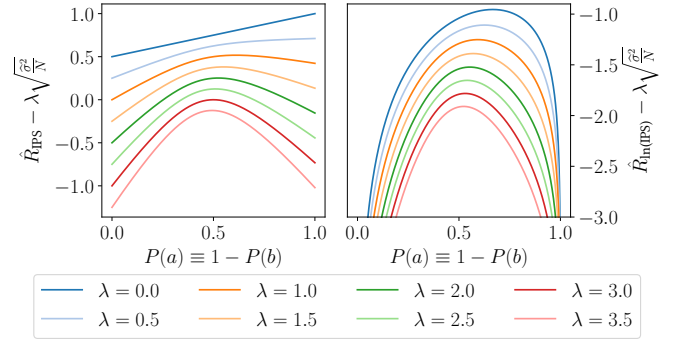 1.0
0.5
0.0
−0.5
−1.0
R̂_IPS − λ√(σ̂²/N)
0.0 0.5 1.0
P(a) ≡ 1 − P(b)
−1.0
−1.5
−2.0
−2.5
−3.0
R̂_ln(IPS) − λ√(σ̂²/N)
0.0 0.5 1.0
P(a) ≡ 1 − P(b)
λ = 0.0 λ = 1.0 λ = 2.0 λ = 3.0
λ = 0.5 λ = 1.5 λ = 2.5 λ = 3.5